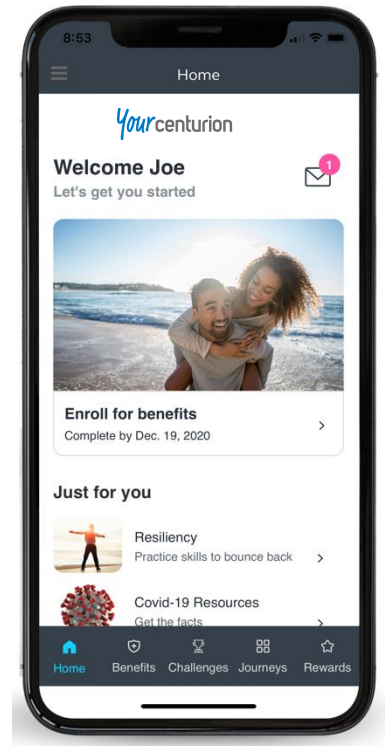 8:53
Home
Yourcenturion
Welcome Joe
1
Let's get you started
Enroll for benefits
Complete by Dec. 19, 2020
Just for you
Resiliency
Practice skills to bounce back
Covid-19 Resources
Get the facts
Home Benefits Challenges Journeys Rewards